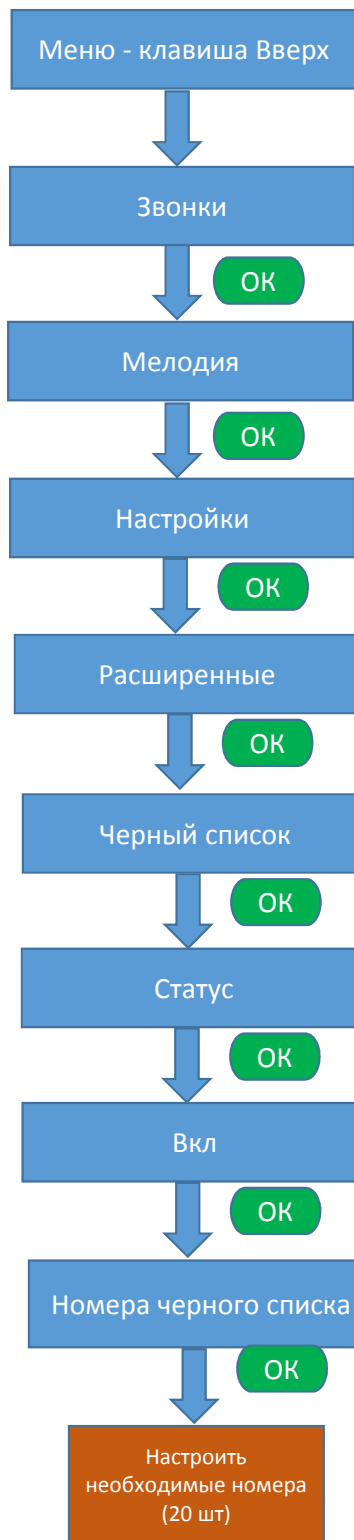 Меню - клавиша Вверх
Звонки
ОК
Мелодия
ОК
Настройки
ОК
Расширенные
ОК
Черный список
ОК
Статус
ОК
Вкл
ОК
Номера черного списка
ОК
Настроить
необходимые номера
(20 шт)